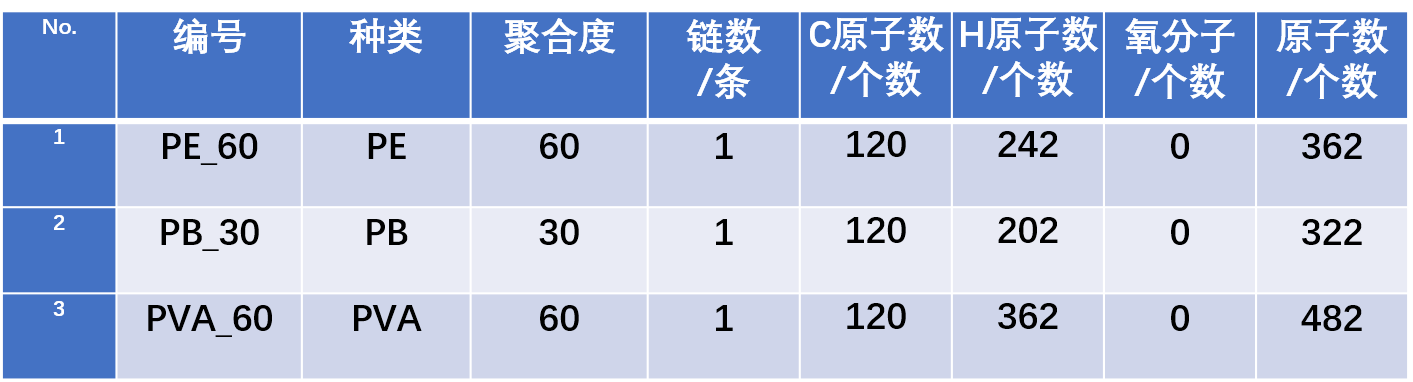 No. 编号 种类 聚合度 链数 C原子数 H原子数 氧分子 原子数
/条 /个数 /个数 /个数 /个数
1 PE_60 PE 60 1 120 242 0 362
2 PB_30 PB 30 1 120 202 0 322
3 PVA_60 PVA 60 1 120 362 0 482